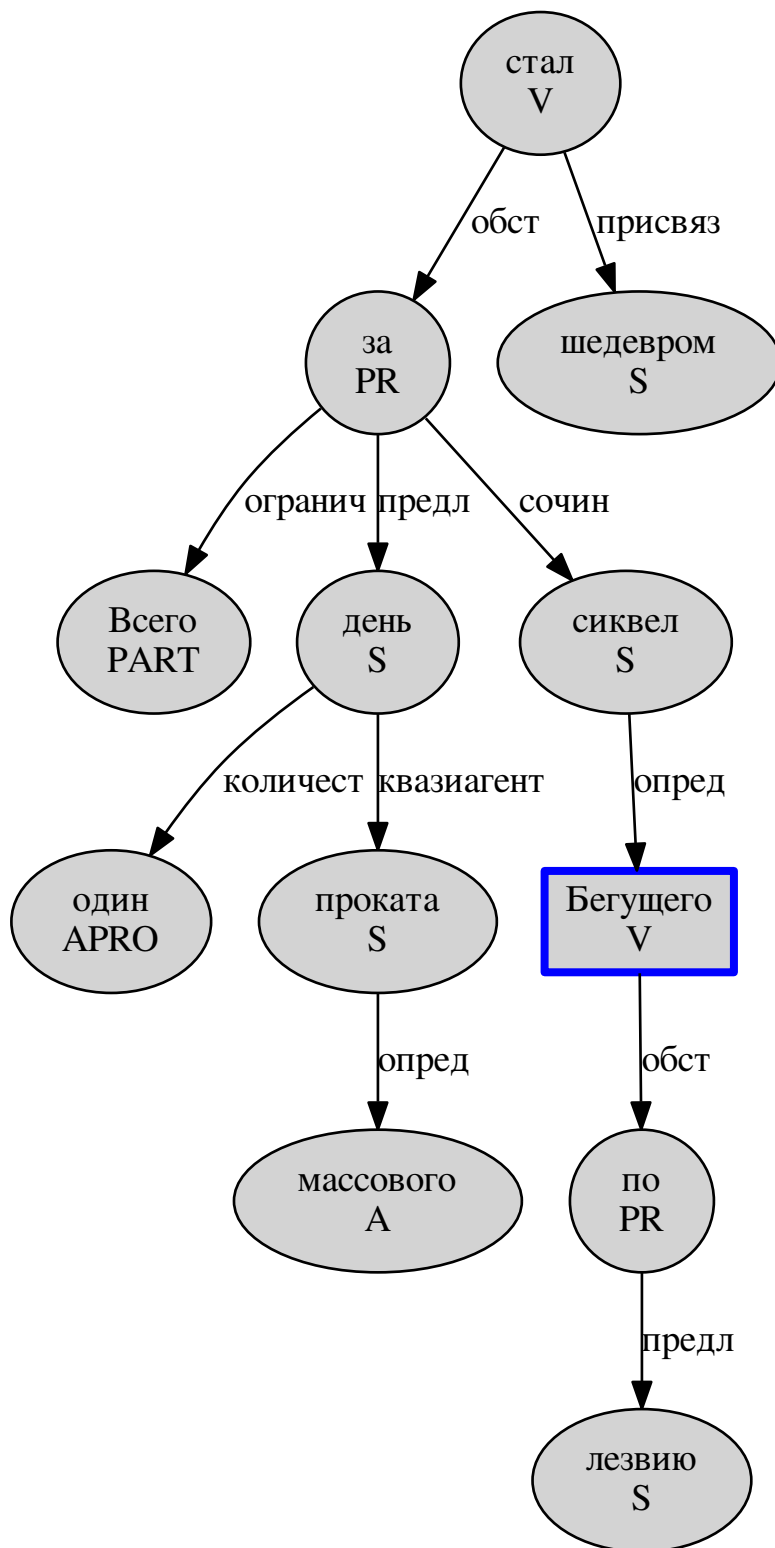 стал
V
обст
присвяз
за
PR
шедевром
S
огранич
предл
сочин
Всего
PART
день
S
сиквел
S
количест
квазиагент
опред
один
APRO
проката
S
Бегущего
V
опред
обст
массового
A
по
PR
предл
лезвию
S